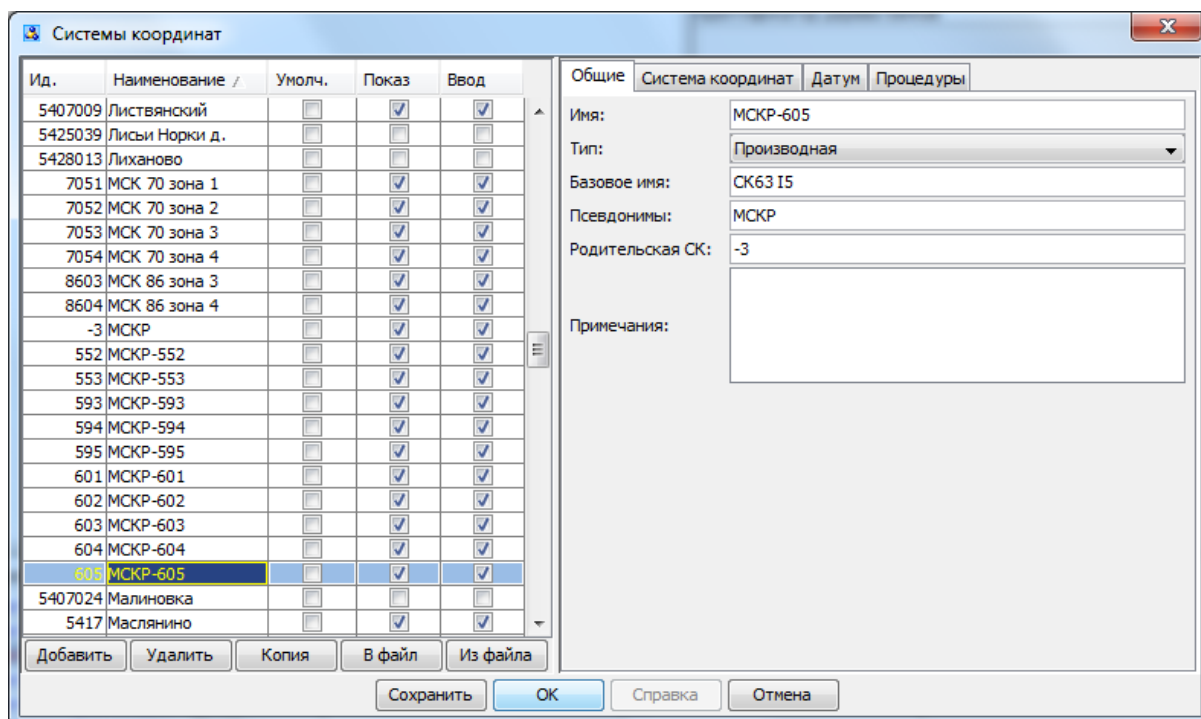 Системы координат
Ид. Наименование Умолч. Показ Ввод
5407009 Листвянский
5425039 Лисьи Норки д.
5428013 Лиханово
7051 МСК 70 зона 1
7052 МСК 70 зона 2
7053 МСК 70 зона 3
7054 МСК 70 зона 4
8603 МСК 86 зона 3
8604 МСК 86 зона 4
-3 МСКР
552 МСКР-552
553 МСКР-553
593 МСКР-593
594 МСКР-594
595 МСКР-595
601 МСКР-601
602 МСКР-602
603 МСКР-603
604 МСКР-604
605 МСКР-605
5407024 Малиновка
5417 Маслянино
Добавить Удалить Копия В файл Из файла
Общие Система координат Датум Процедуры
Имя: МСКР-605
Тип: Производная
Базовое имя: СК63 I5
Псевдонимы: МСКР
Родительская СК: -3
Примечания:
Сохранить ОК Справка Отмена